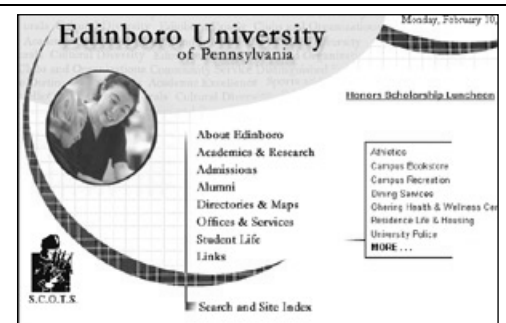 Monday, February 10,
Edinboro University
of Pennsylvania
Honors Scholarship Luncheon
About Edinboro
Academics & Research
Admissions
Alumni
Directories & Maps
Offices & Services
Student Life
Links
Search and Site Index
Athletics
Campus Bookstore
Campus Recreation
Dining Services
Ghering Health & Wellness Cen
Residence Life & Housing
University Police
MORE . . .
S.C.O.T.S.